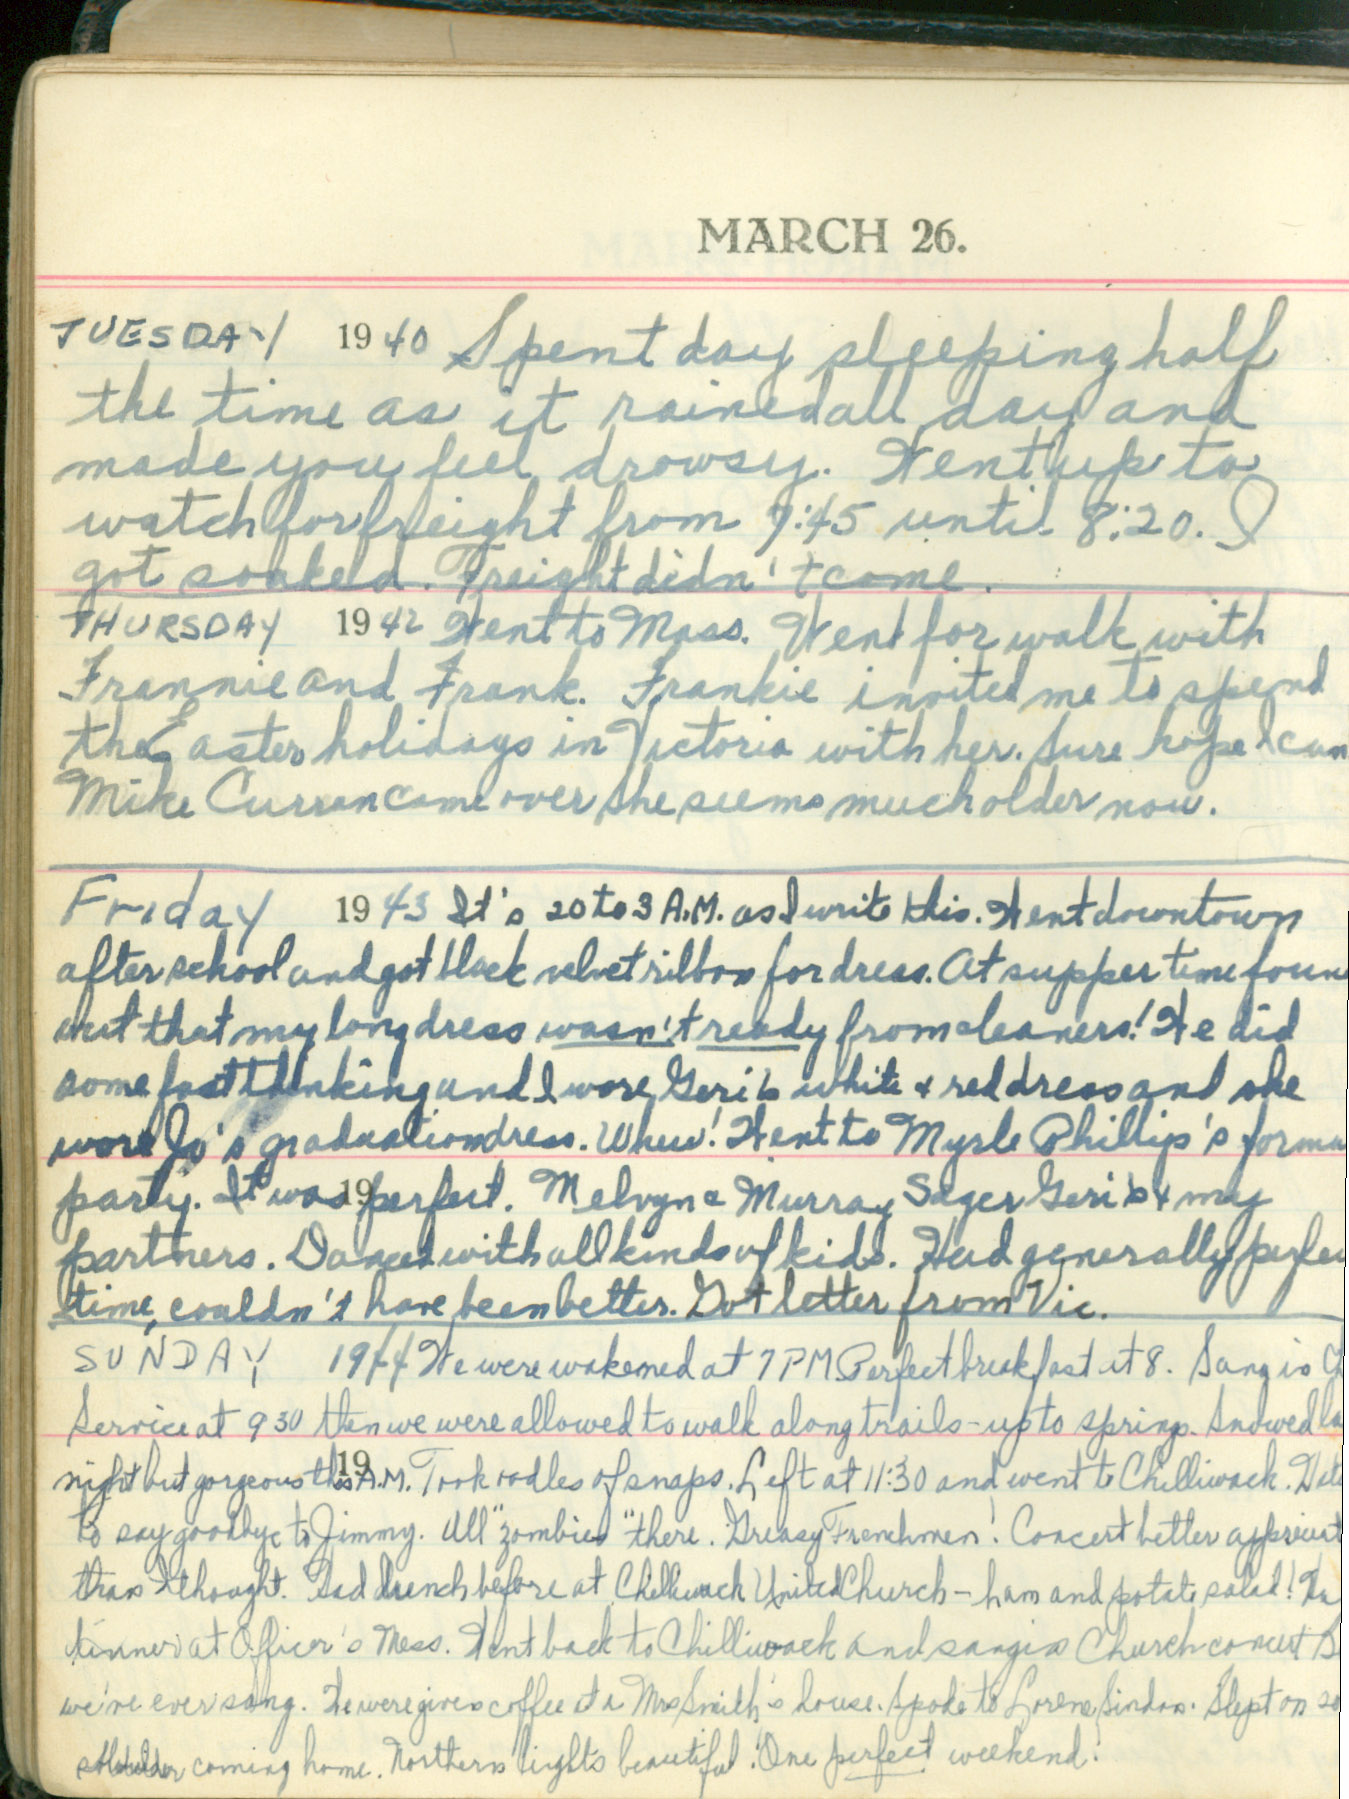 MARCH 26.
TUESDAY 1940 Spent day sleeping half
the time as it rained all day and
made you feel drowsy. Went up to
watch for freight from 7:45 until 8:20. I
got soaked. Freight didn't come.
THURSDAY 1942 Went to Mass. Went for walk with
Frannie and Frank. Frankie invited me to spend
the Easter holidays in Victoria with her. Sure hope I can
Mike Curran came over she seems much older now.
Friday 1943 It's 20 to 3 A.M. as I write this. Went downtown
after school and got black velvet ribbon for dress. At supper time foun
out that my long dress wasn't ready from cleaners! We did
some fast thinking and I wore Geri's white & red dress and she
wore Jo's graduation dress. Whew! Went to Myrle Phillip's forma
party. It was perfect. Melvyn & Murray Sager Geri's & my
19
partners. Danced with all kinds of kids. Had generally perfec
time, couldn't have been better. Got letter from Vic.
SUNDAY 1944 We were wakened at 7 PM Perfect breakfast at 8. Sang in
Service at 9 30 then we were allowed to walk along trails - up to springs. Snowed la
night but gorgeous this A.M. Took oodles of snaps. Left at 11:30 and went to Chilliwack.
19
to say goodbye to Jimmy. All "zombies" there. Greasy Frenchmen! Concert better appreciat
than I thought. Had lunch before at Chilliwack United Church - ham and potato salad!
dinner at Officer's Mess. Went back to Chilliwack and sang in Church concert B
we've ever sang. We were given coffee at a Mrs Smith's house. Spoke to Lorene. Slept on so
shoulder coming home. Northern lights beautiful! One perfect weekend!